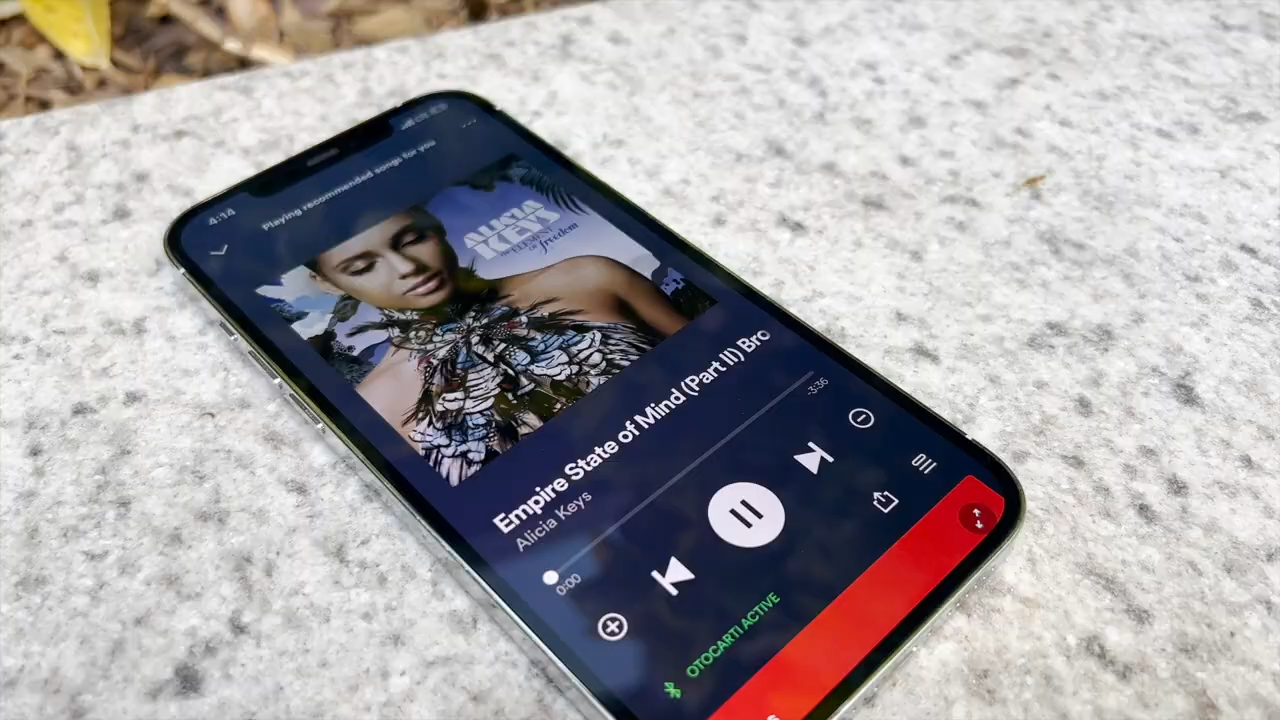 4:14
Playing recommended songs for you
ALICIA
KEYS
THE ELEMENT
OF freedom
Empire State of Mind (Part II) Bro
Alicia Keys
0:00
-3:36
OTOCARTI ACTIVE